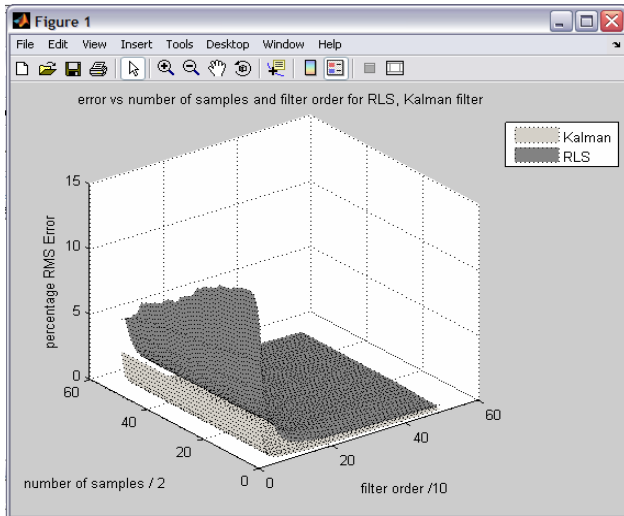 Figure 1
File Edit View Insert Tools Desktop Window Help
error vs number of samples and filter order for RLS, Kalman filter
Kalman
RLS
percentage RMS Error
15
10
5
0
60
40
20
0
number of samples / 2
0
20
40
60
filter order /10